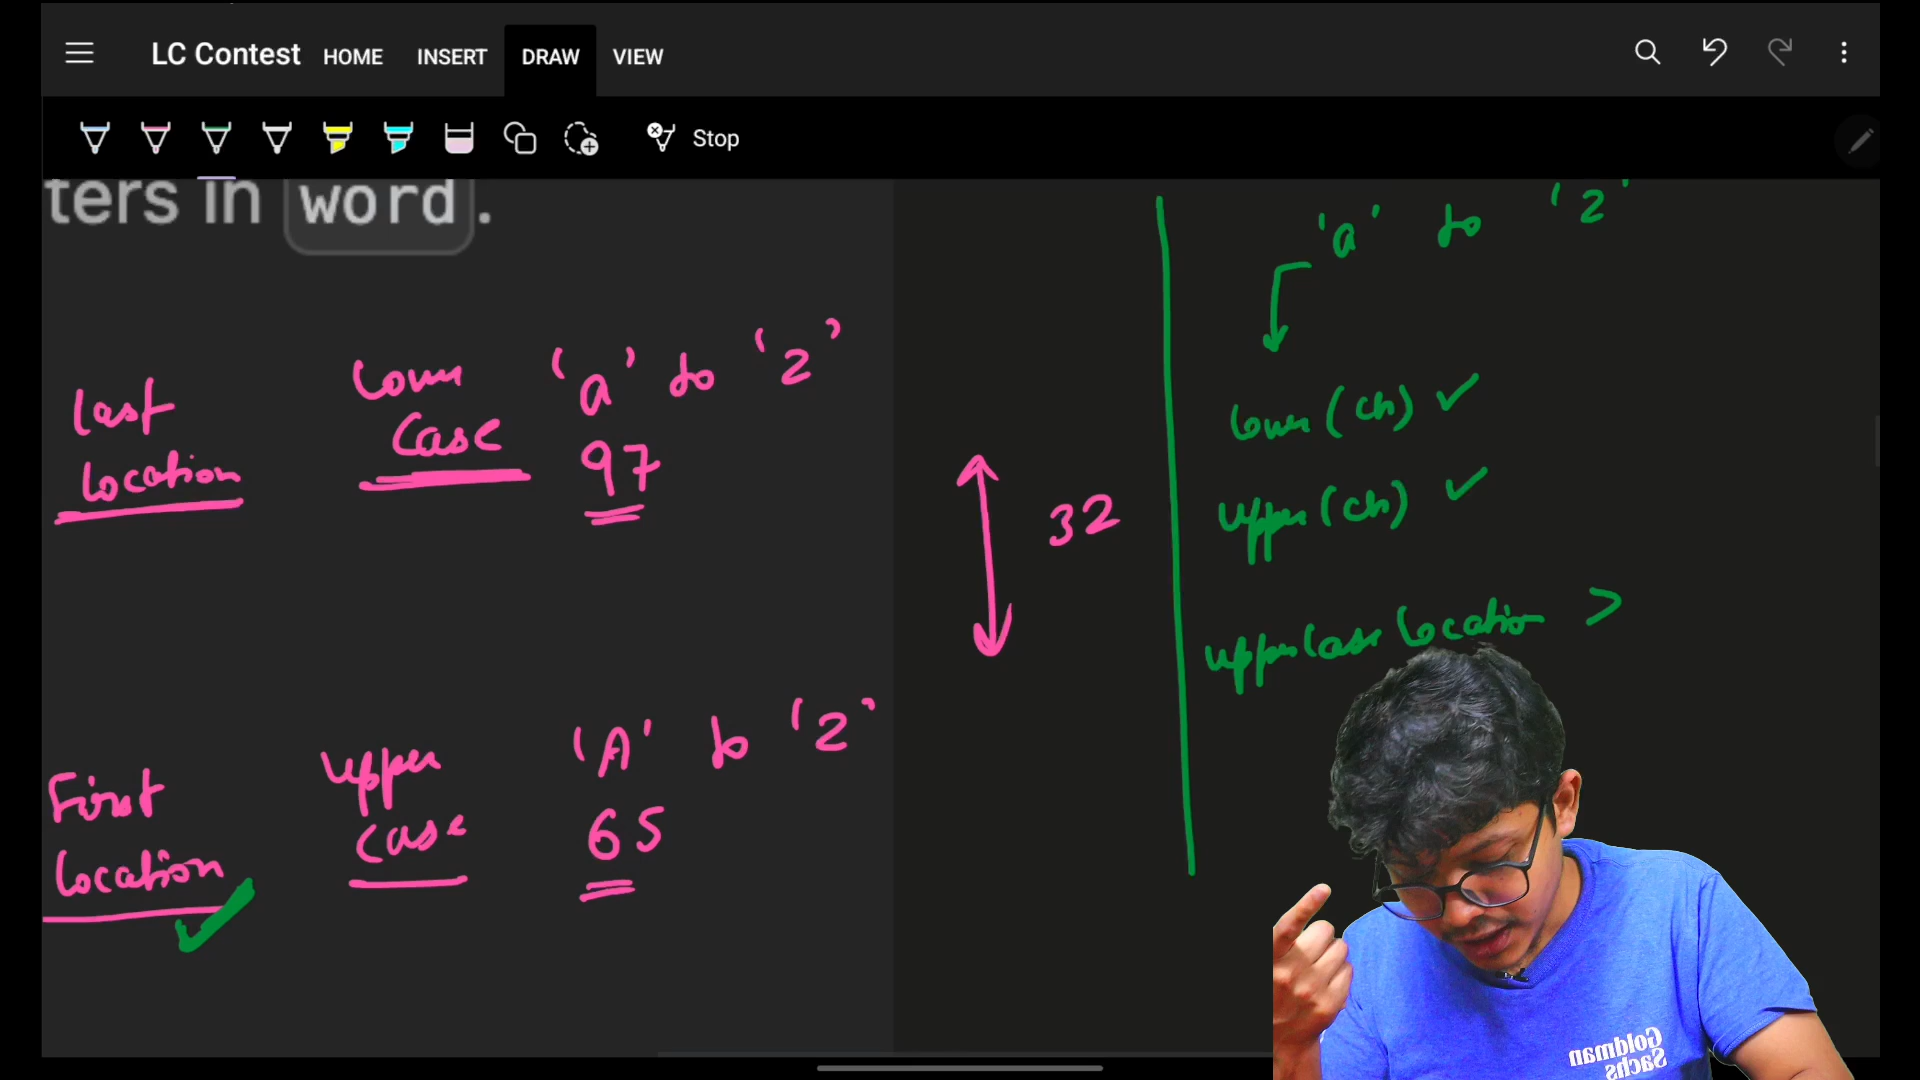 LC Contest HOME INSERT DRAW VIEW
Stop
ters in word.
last
location
lower
case
'a' to 'z'
97
32
First
location
upper
case
'A' to 'z'
65
'a' to 'z'
lower (ch) ✓
upper (ch) ✓
uppercase location >
Goldman
Sachs